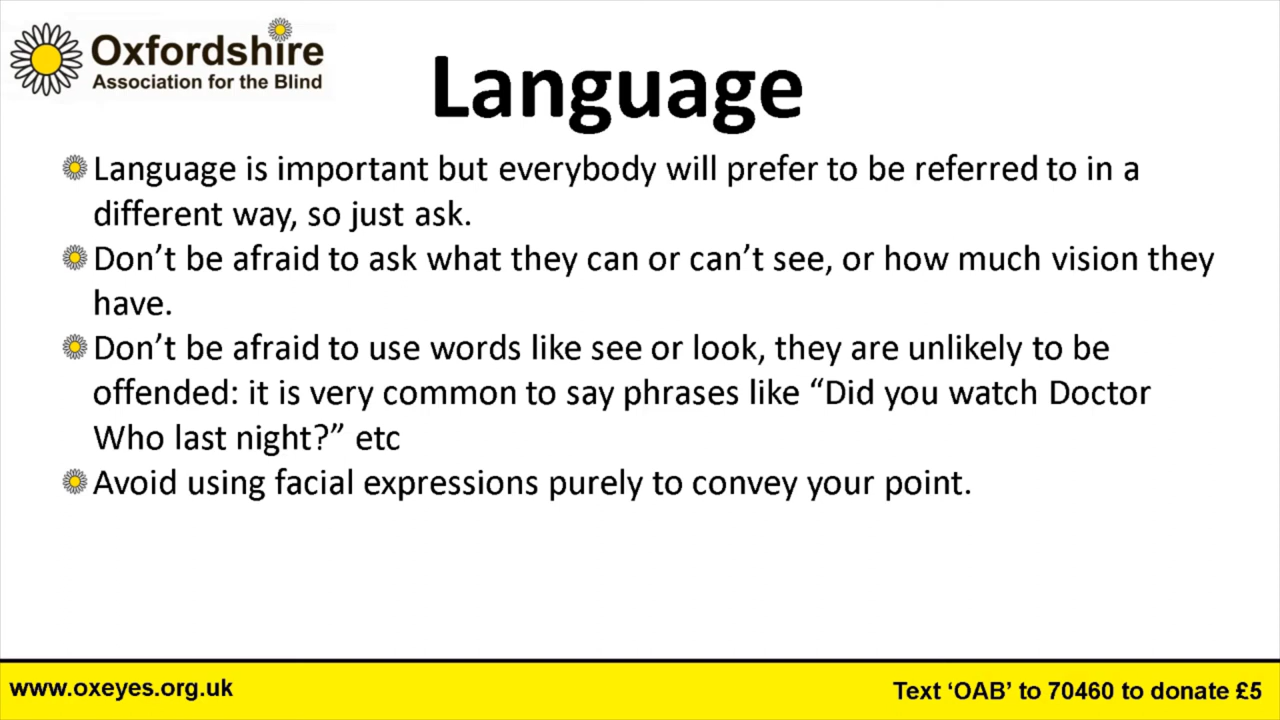 Oxfordshire
Association for the Blind
Language
Language is important but everybody will prefer to be referred to in a
different way, so just ask.
Don’t be afraid to ask what they can or can’t see, or how much vision they
have.
Don’t be afraid to use words like see or look, they are unlikely to be
offended: it is very common to say phrases like “Did you watch Doctor
Who last night?” etc
Avoid using facial expressions purely to convey your point.
www.oxeyes.org.uk
Text ‘OAB’ to 70460 to donate £5